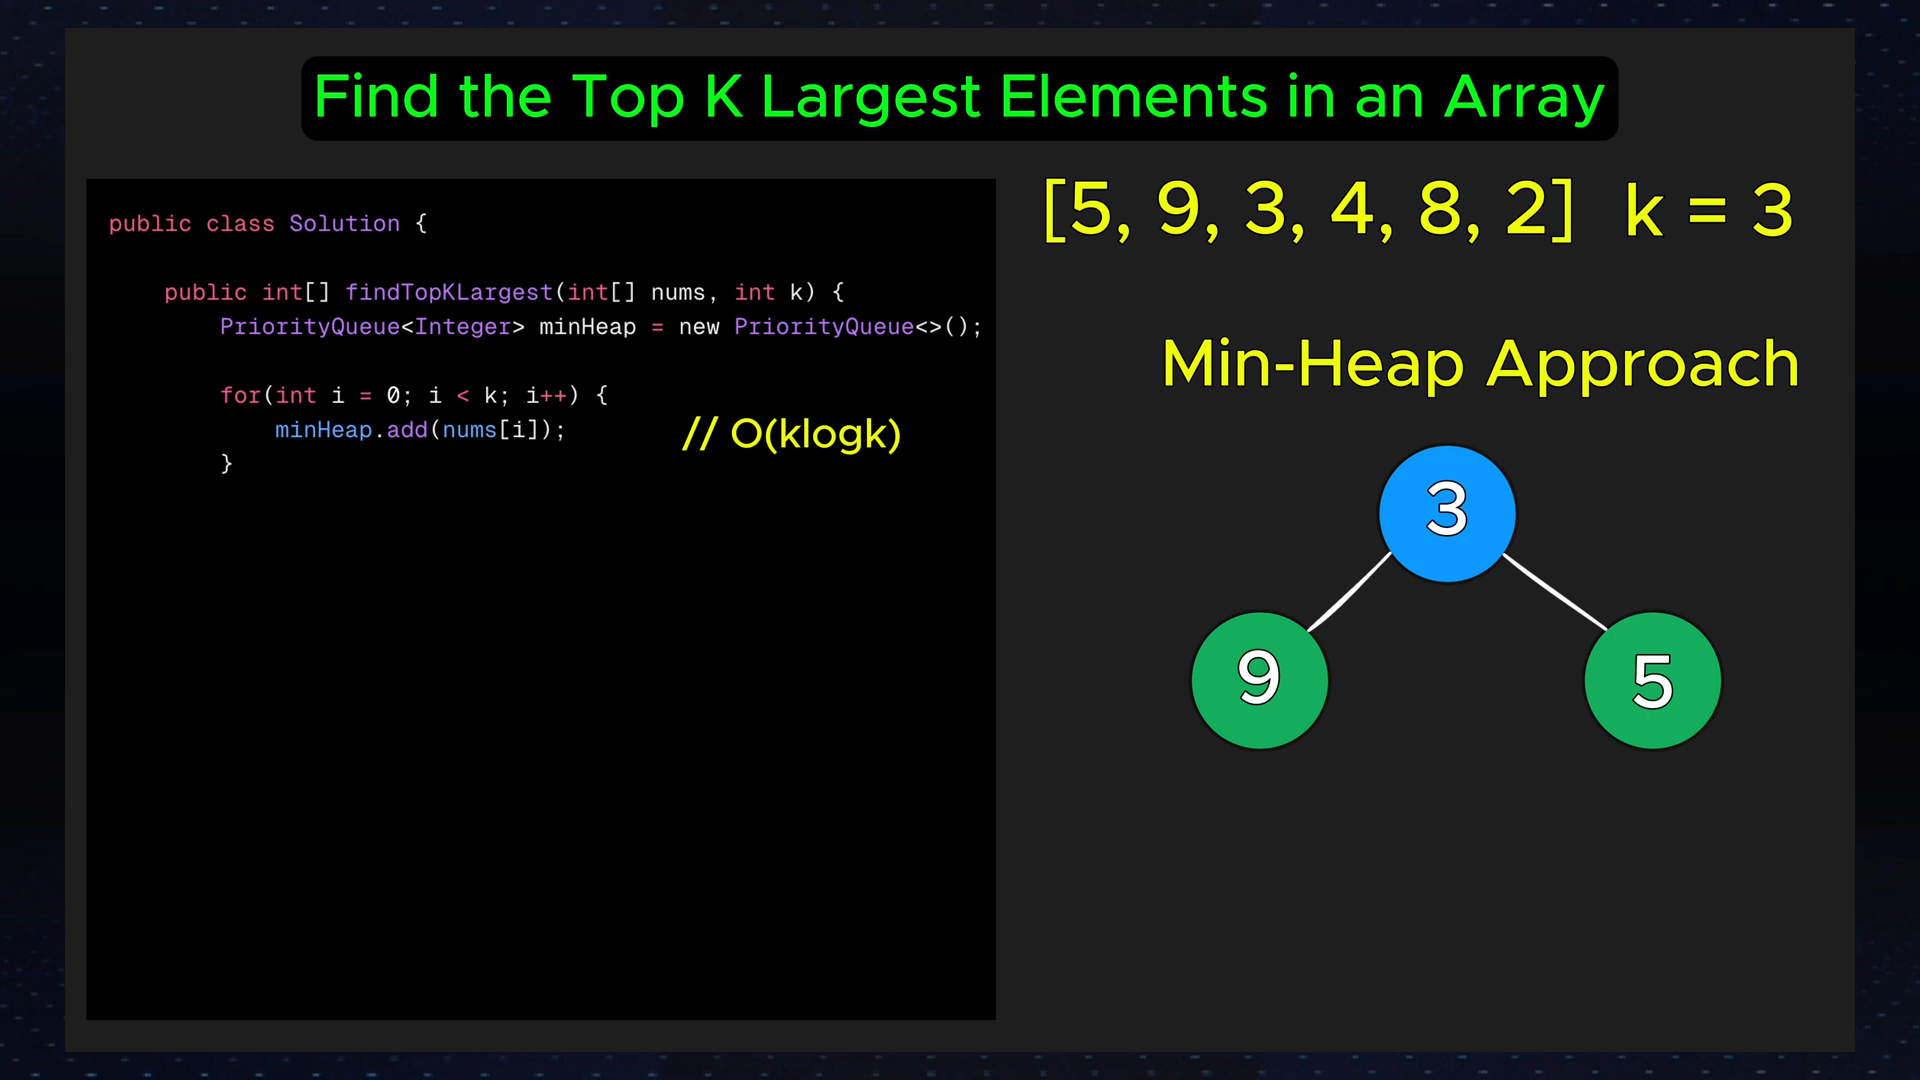 Find the Top K Largest Elements in an Array
public class Solution {
public int[] findTopKLargest(int[] nums, int k) {
PriorityQueue<Integer> minHeap = new PriorityQueue<>();
for(int i = 0; i < k; i++) {
minHeap.add(nums[i]);
// O(klogk)
}
[5, 9, 3, 4, 8, 2] k = 3
Min-Heap Approach
3
9
5